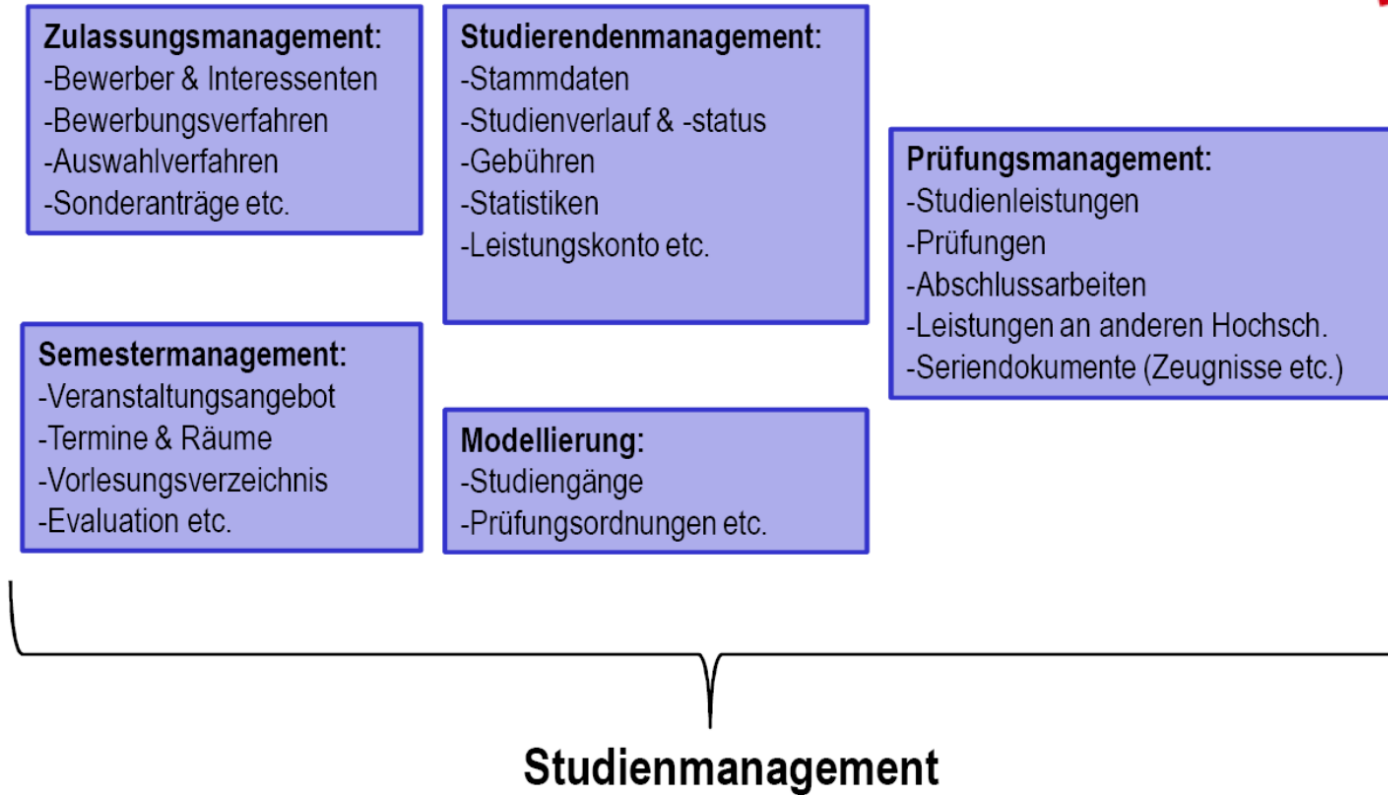 Zulassungsmanagement:
-Bewerber & Interessenten
-Bewerbungsverfahren
-Auswahlverfahren
-Sonderanträge etc.
Studierendenmanagement:
-Stammdaten
-Studienverlauf & -status
-Gebühren
-Statistiken
-Leistungskonto etc.
Prüfungsmanagement:
-Studienleistungen
-Prüfungen
-Abschlussarbeiten
-Leistungen an anderen Hochsch.
-Seriendokumente (Zeugnisse etc.)
Semestermanagement:
-Veranstaltungsangebot
-Termine & Räume
-Vorlesungsverzeichnis
-Evaluation etc.
Modellierung:
-Studiengänge
-Prüfungsordnungen etc.
Studienmanagement